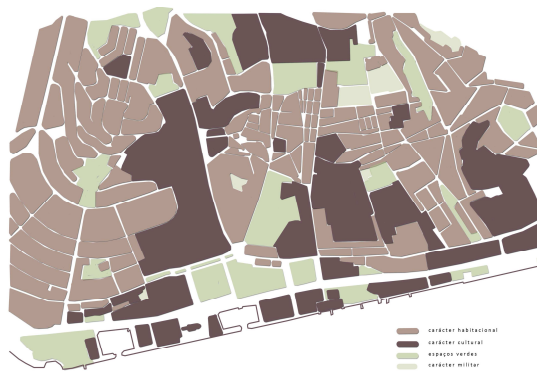 carácter habitacional
carácter cultural
espaços verdes
carácter militar